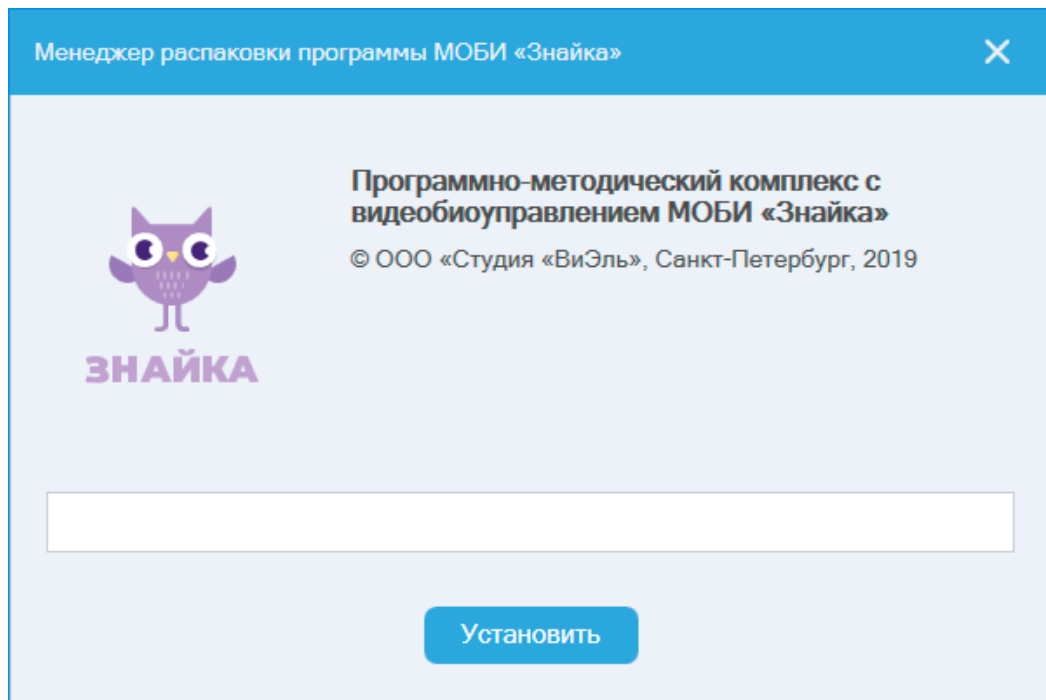 Менеджер распаковки программы МОБИ «Знайка»
Программно-методический комплекс с
видеобиоуправлением МОБИ «Знайка»
© ООО «Студия «ВиЭль», Санкт-Петербург, 2019
ЗНАЙКА
Установить